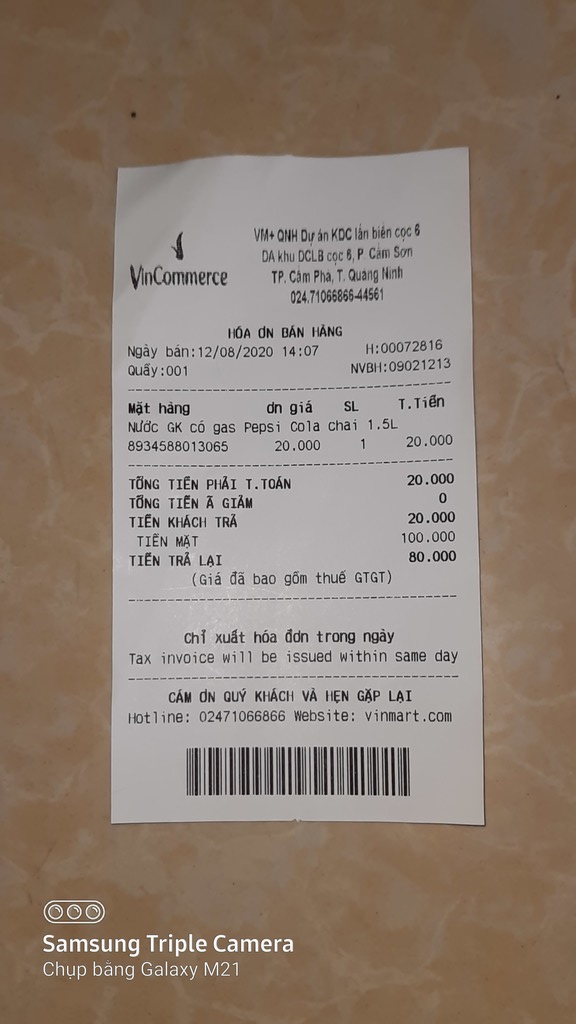 VinCommerce
VM+ QNH Dự án KDC lấn biển cọc 6
DA khu DCLB cọc 6, P. Cẩm Sơn
TP. Cẩm Phả, T. Quảng Ninh
024.71066866-44561
HÓA ƠN BÁN HÀNG
Ngày bán:12/08/2020 14:07 H:00072816
Quầy:001 NVBH:09021213
Mặt hàng ơn giá SL T.Tiền
Nước GK có gas Pepsi Cola chai 1.5L
8934588013065 20.000 1 20.000
TỔNG TIỀN PHẢI T.TOÁN 20.000
TỔNG TIỀN Ã GIẢM 0
TIỀN KHÁCH TRẢ 20.000
TIỀN MẶT 100.000
TIỀN TRẢ LẠI 80.000
(Giá đã bao gồm thuế GTGT)
Chỉ xuất hóa đơn trong ngày
Tax invoice will be issued within same day
CÁM ƠN QUÝ KHÁCH VÀ HẸN GẶP LẠI
Hotline: 02471066866 Website: vinmart.com
Samsung Triple Camera
Chụp bằng Galaxy M21